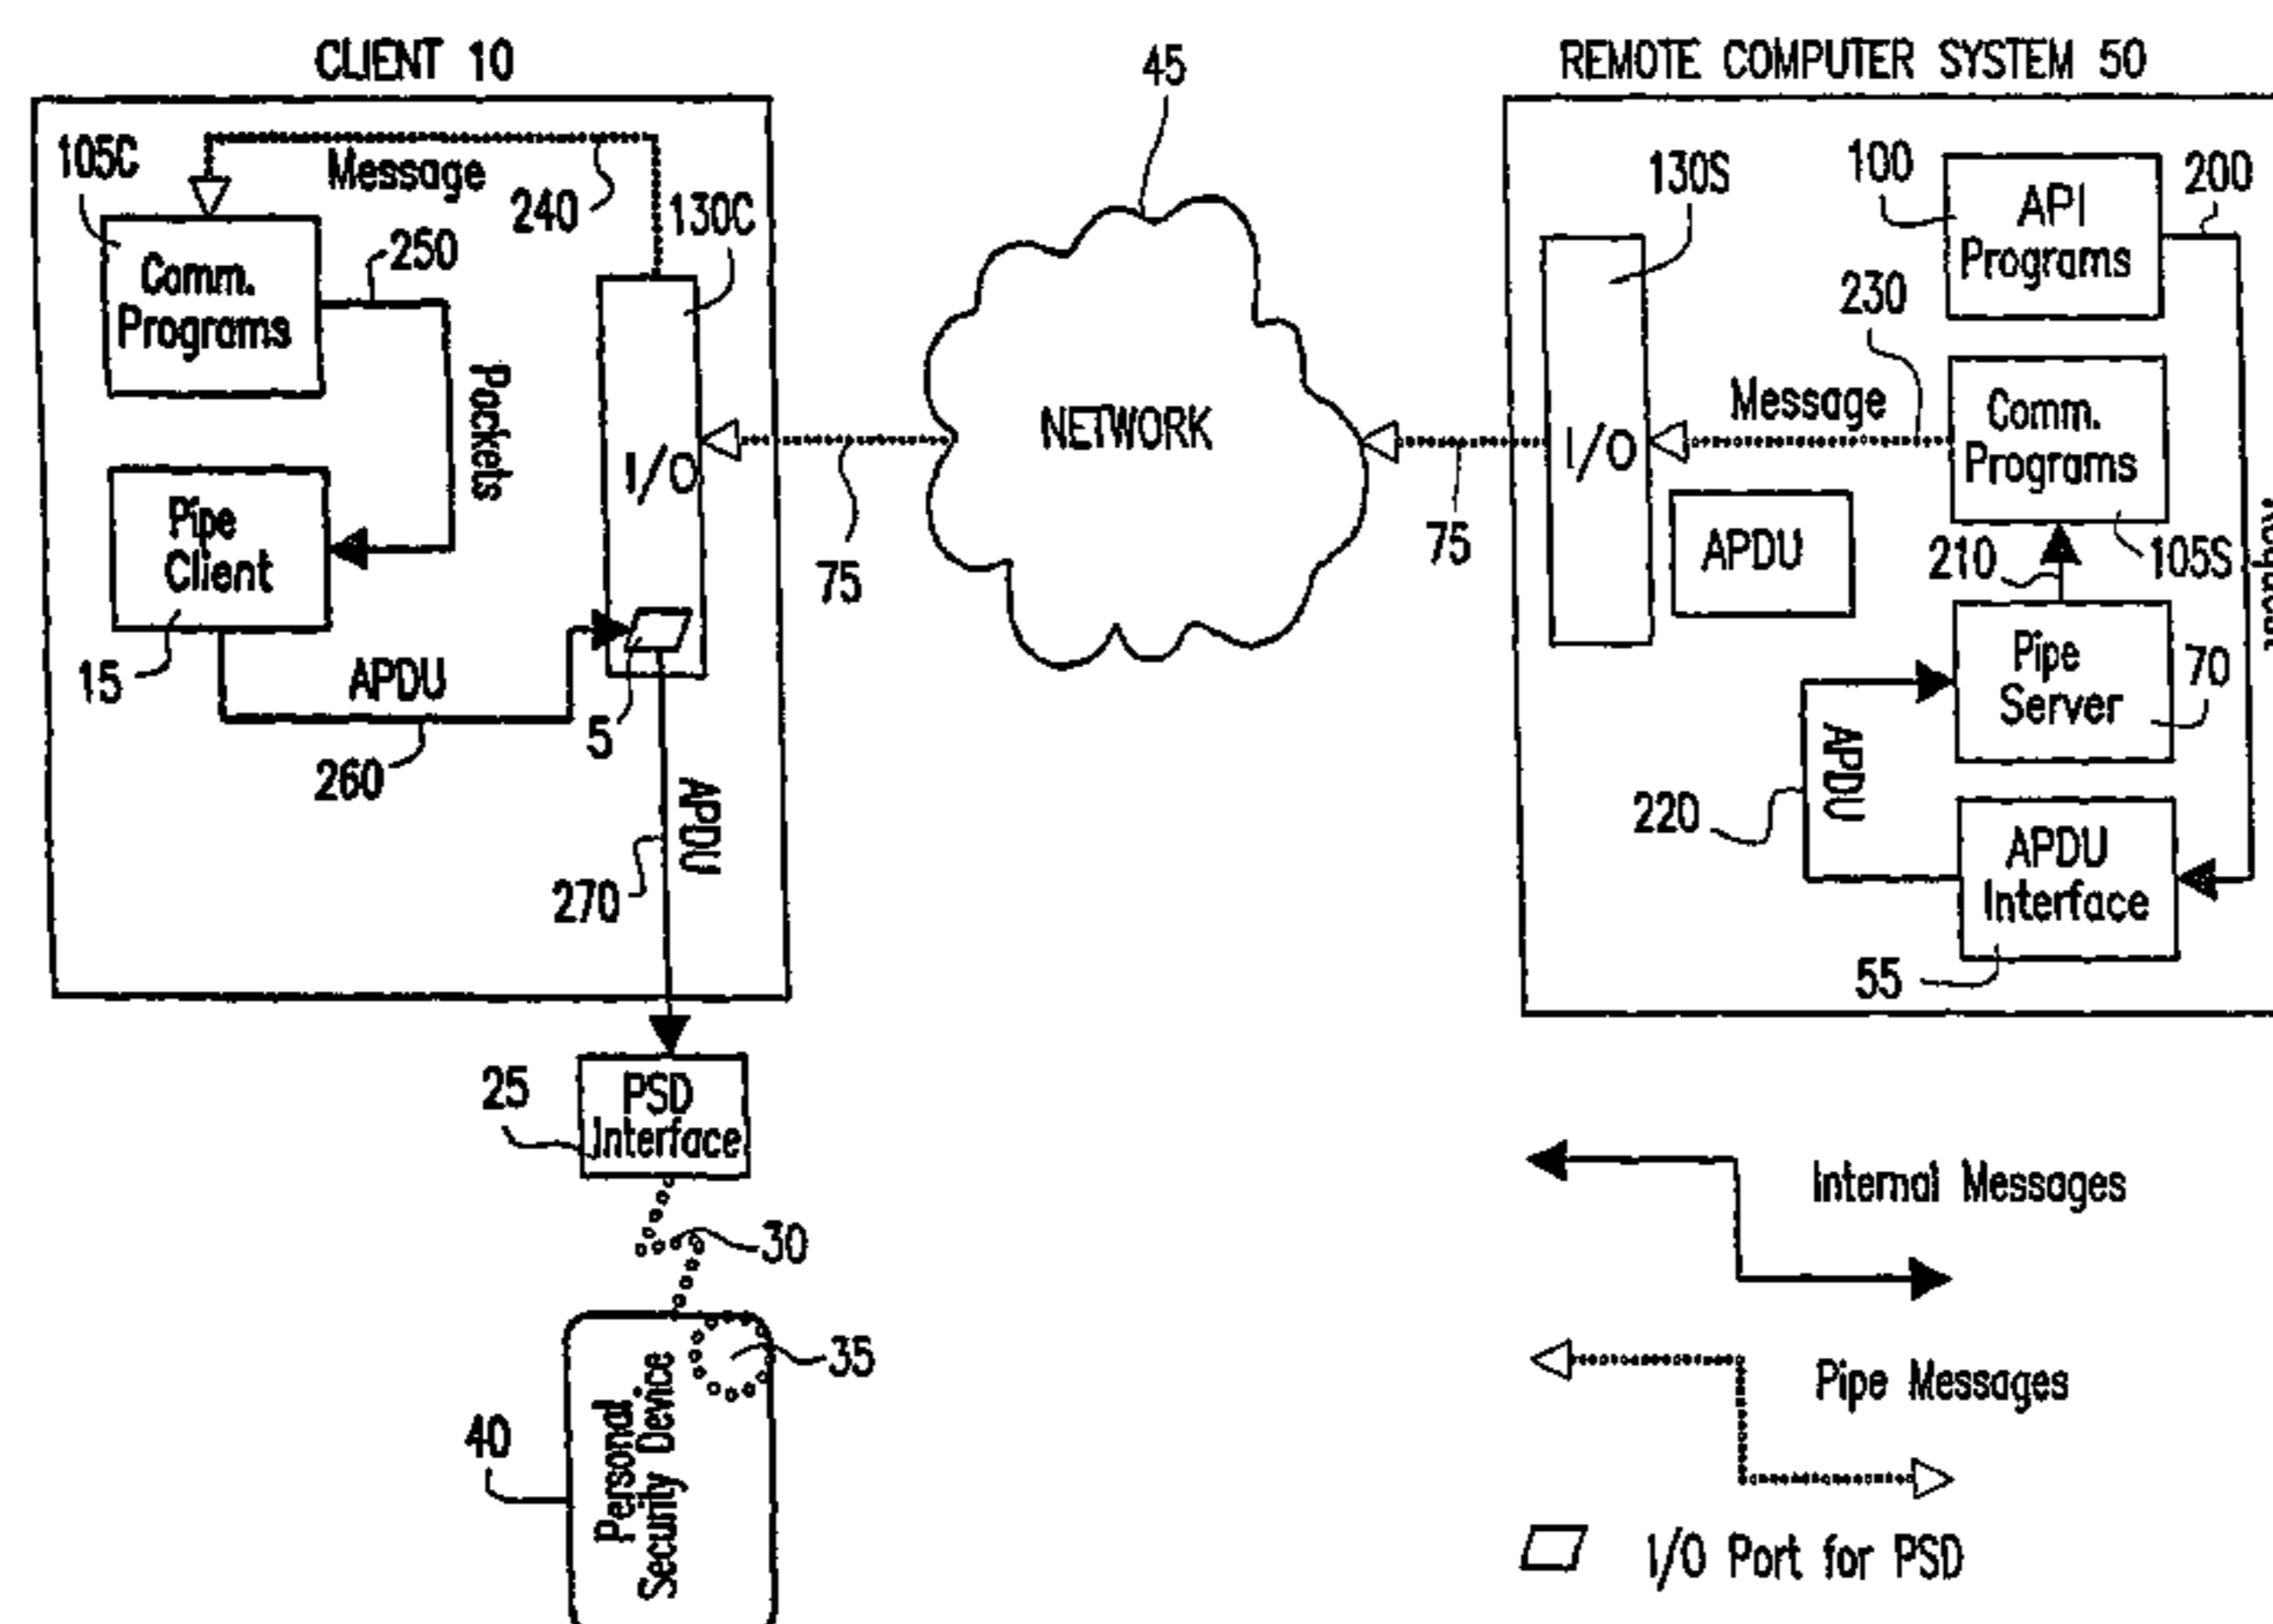 CLIENT 10
105C
Message
240
130C
Comm.
Programs
250
Packets
I/O
Pipe
Client
15
APDU
260
5
APDU
270
25
PSD
Interface
30
35
40
Personal
Security Device
45
NETWORK
75
75
REMOTE COMPUTER SYSTEM 50
130S
100
API
Programs
200
230
Message
Comm.
Programs
I/O
APDU
210
105S
Pipe
Server
70
APDU
220
APDU
Interface
55
Internal Messages
Pipe Messages
I/O Port for PSD